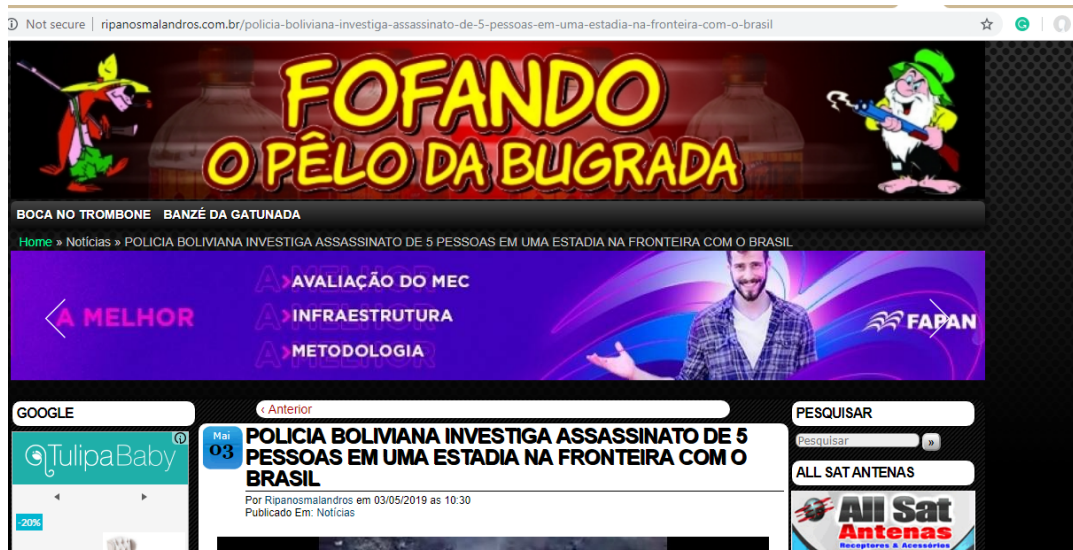 Not secure | ripanosmalandros.com.br/policia-boliviana-investiga-assassinato-de-5-pessoas-em-uma-estadia-na-fronteira-com-o-brasil
FOFANDO
O PÊLO DA BUGRADA
BOCA NO TROMBONE BANZÉ DA GATUNADA
Home » Notícias » POLICIA BOLIVIANA INVESTIGA ASSASSINATO DE 5 PESSOAS EM UMA ESTADIA NA FRONTEIRA COM O BRASIL
A MELHOR
>AVALIAÇÃO DO MEC
>INFRAESTRUTURA
>METODOLOGIA
FAPAN
GOOGLE
TulipaBaby
-20%
‹ Anterior
Mai
03
POLICIA BOLIVIANA INVESTIGA ASSASSINATO DE 5
PESSOAS EM UMA ESTADIA NA FRONTEIRA COM O
BRASIL
Por Ripanosmalandros em 03/05/2019 as 10:30
Publicado Em: Notícias
PESQUISAR
Pesquisar »
ALL SAT ANTENAS
All Sat
Antenas
Receptores & Acessórios